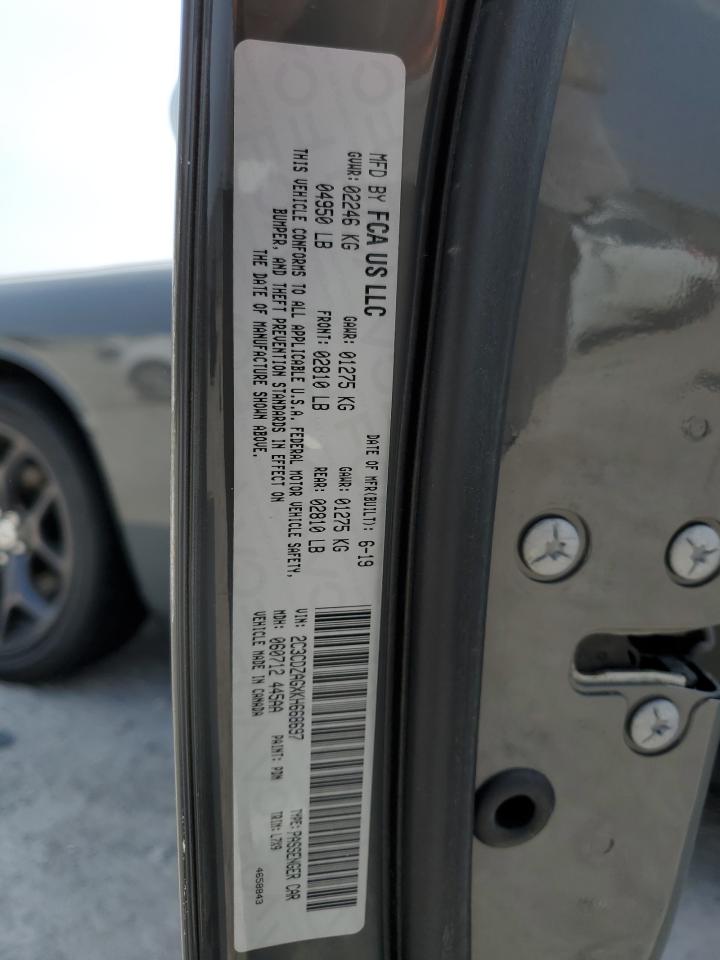 MFD BY FCA US LLC
DATE OF MFR(BUILT): 6-19
GVWR: 02246 KG GAWR: 01275 KG GAWR: 01275 KG
04950 LB FRONT: 02810 LB REAR: 02810 LB
THIS VEHICLE CONFORMS TO ALL APPLICABLE U.S.A. FEDERAL MOTOR VEHICLE SAFETY,
BUMPER, AND THEFT PREVENTION STANDARDS IN EFFECT ON
THE DATE OF MANUFACTURE SHOWN ABOVE.
VIN: 2C3CDZAGXKH668697 TYPE: PASSENGER CAR
MDH: 060712 445AA PAINT: PDN TRIM: L7X9
VEHICLE MADE IN CANADA 4658843